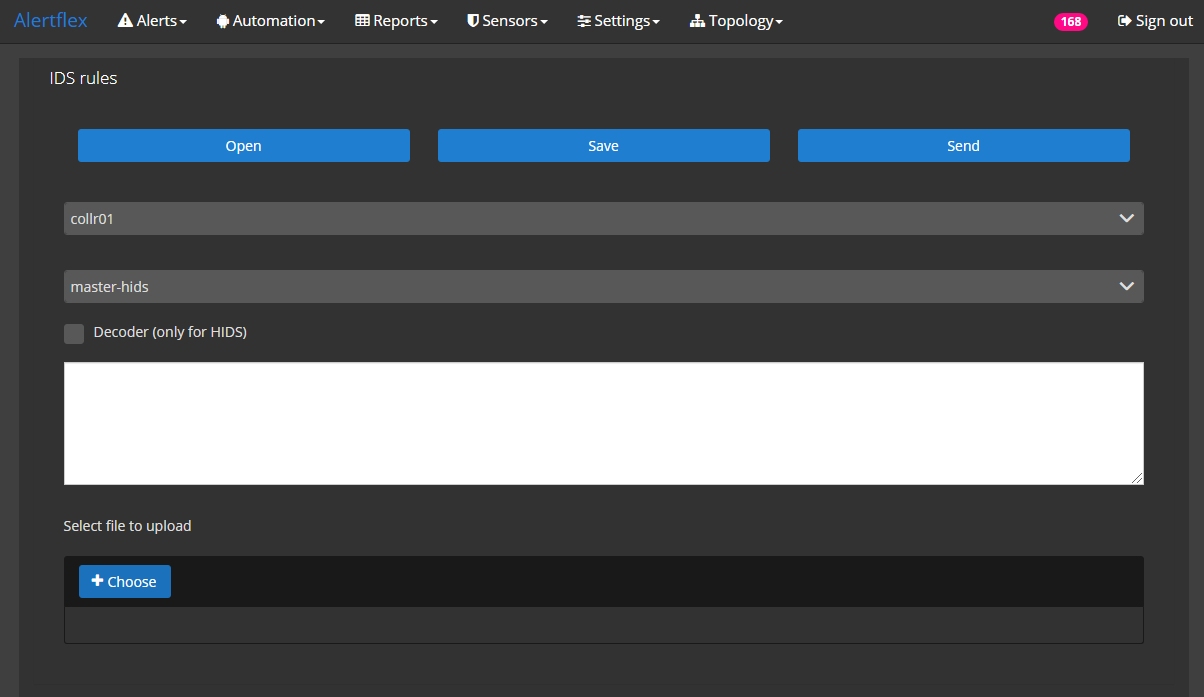 Alertflex Alerts Automation Reports Sensors Settings Topology 168 Sign out
IDS rules
Open Save Send
collr01
master-hids
Decoder (only for HIDS)
Select file to upload
Choose